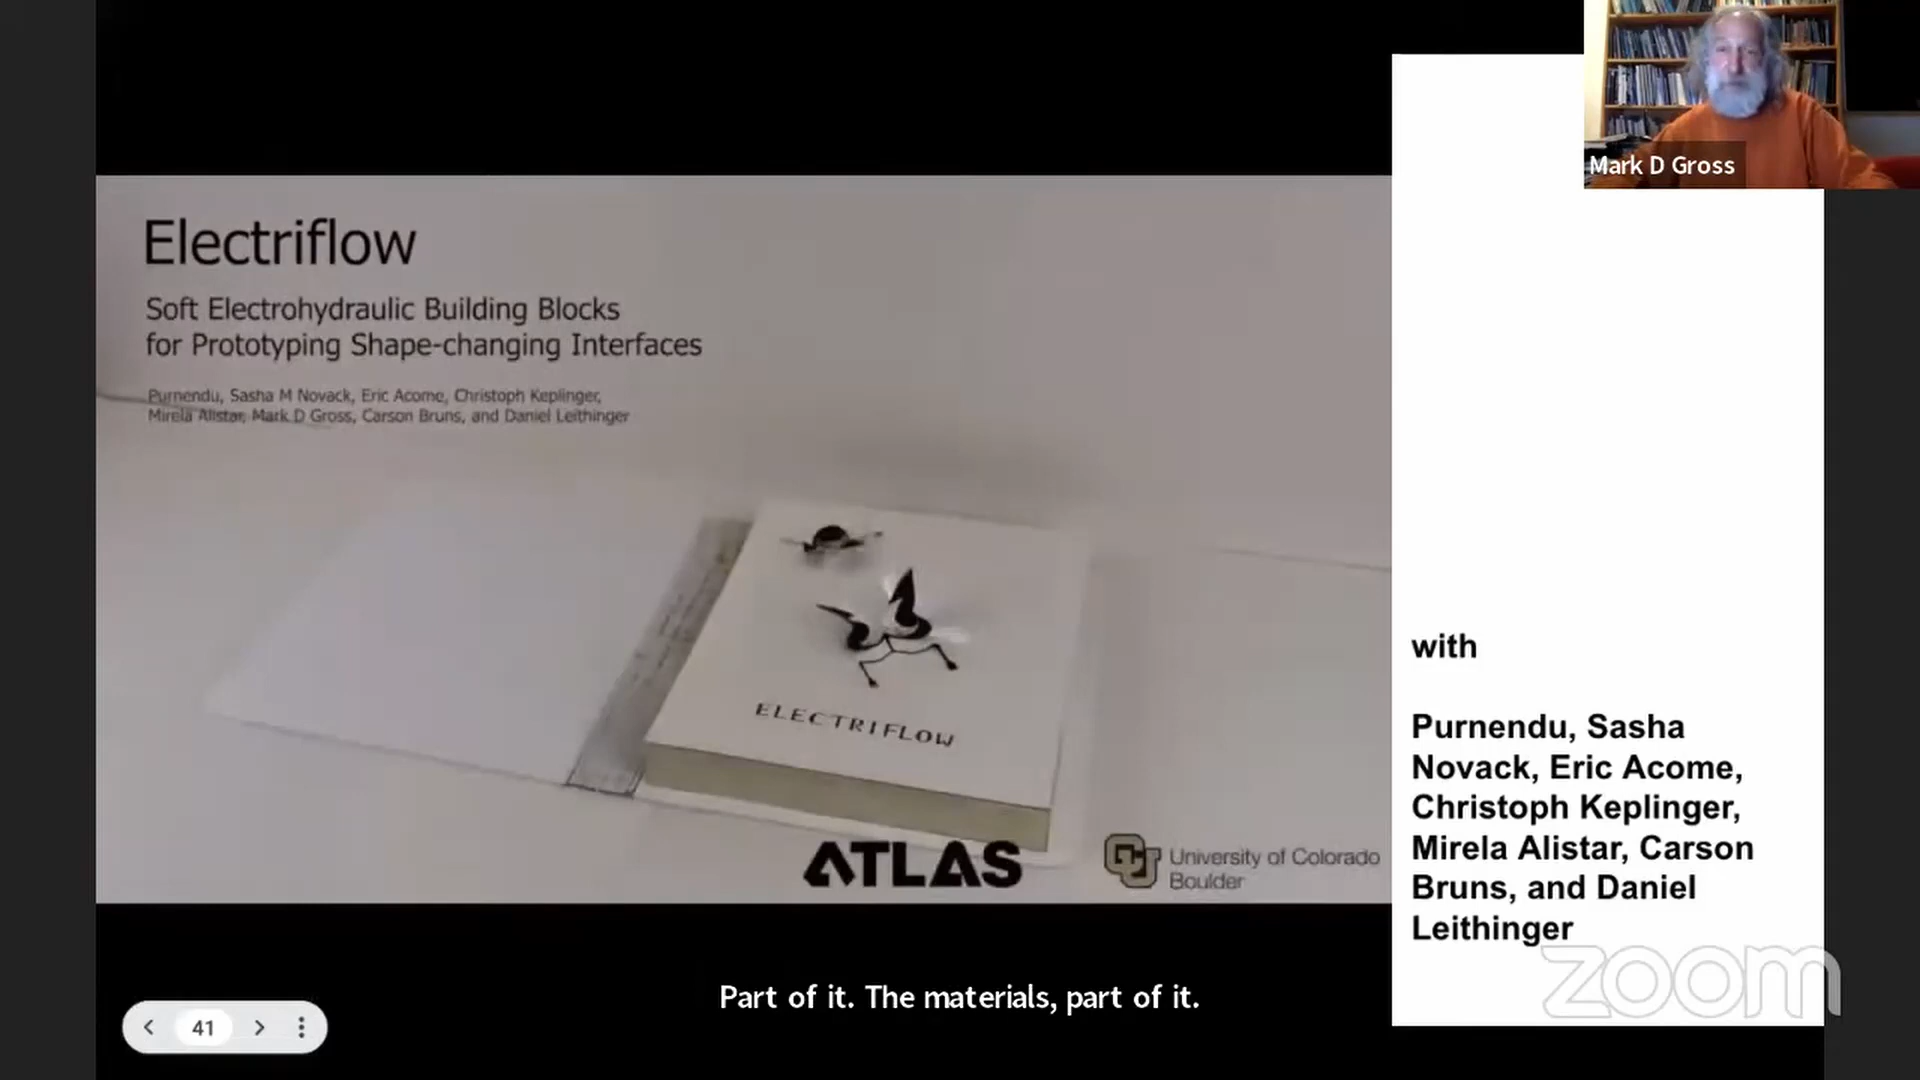 Mark D Gross
Electriflow
Soft Electrohydraulic Building Blocks
for Prototyping Shape-changing Interfaces
Purnendu, Sasha M Novack, Eric Acome, Christoph Keplinger,
Mirela Alistar, Mark D Gross, Carson Bruns, and Daniel Leithinger
ELECTRIFLOW
ATLAS
University of Colorado
Boulder
with
Purnendu, Sasha
Novack, Eric Acome,
Christoph Keplinger,
Mirela Alistar, Carson
Bruns, and Daniel
Leithinger
zoom
Part of it. The materials, part of it.
41